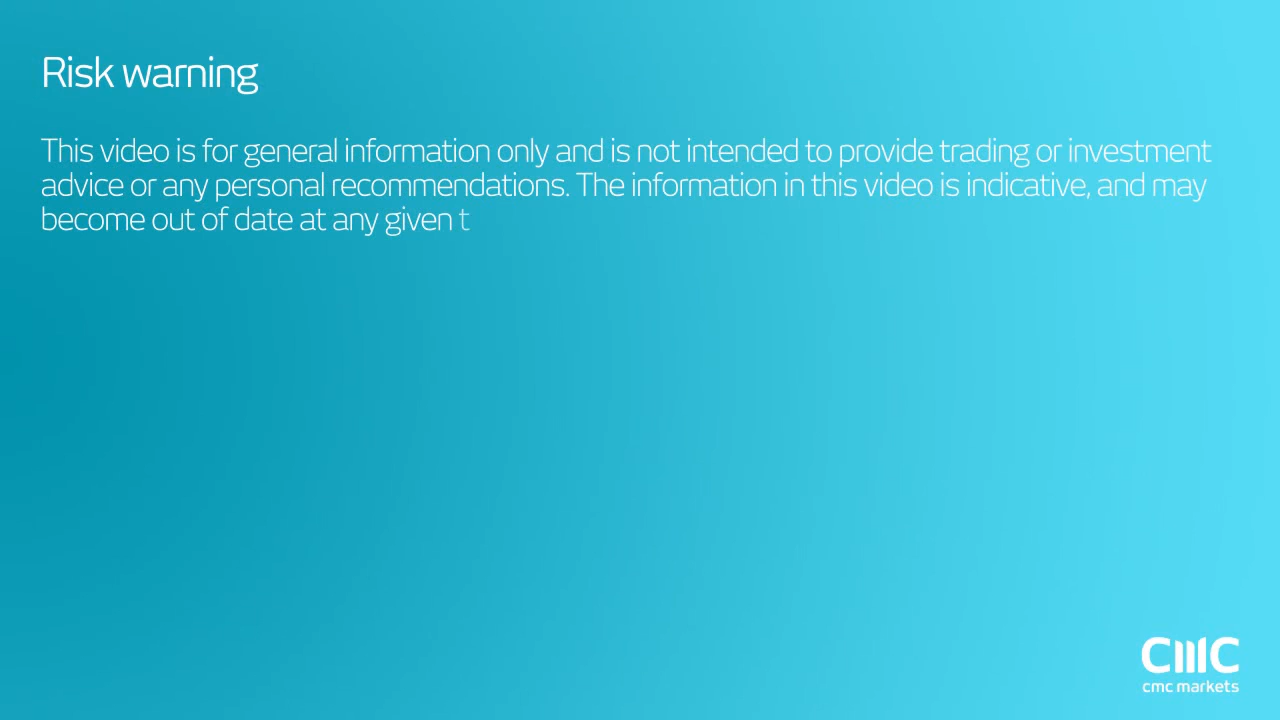 Risk warning
This video is for general information only and is not intended to provide trading or investment
advice or any personal recommendations. The information in this video is indicative, and may
become out of date at any given t
CMC
cmc markets